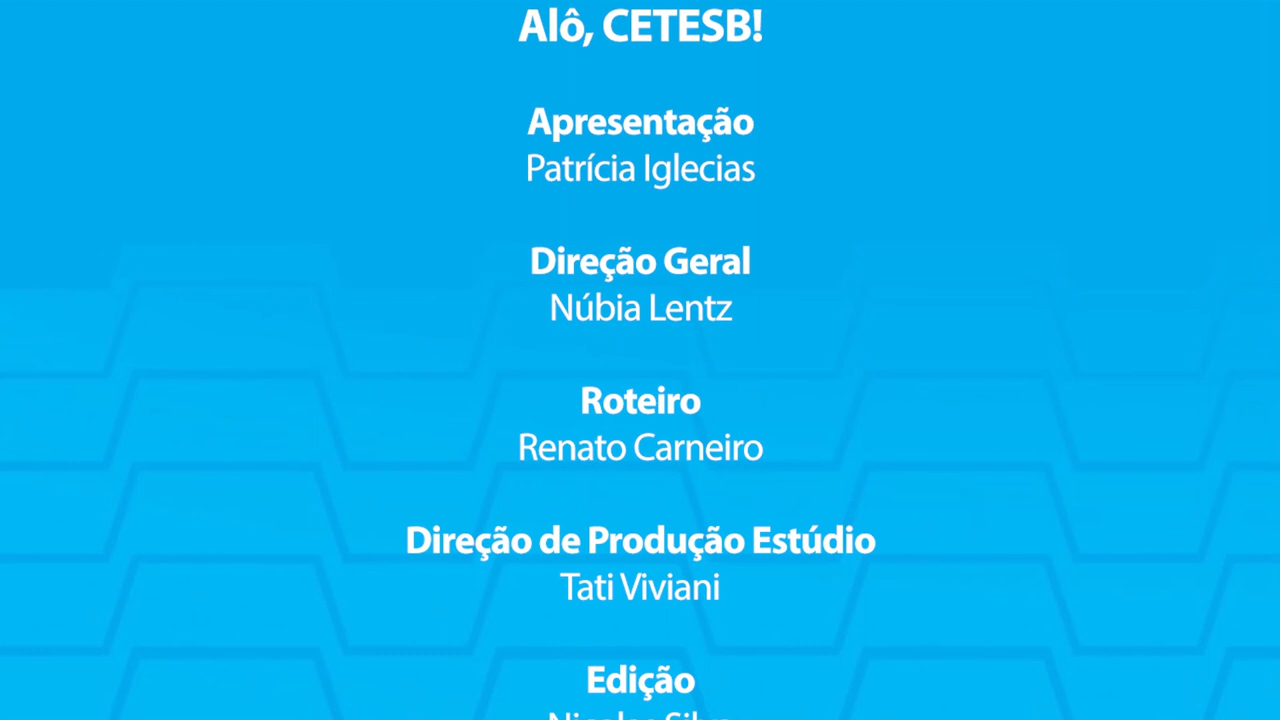 Alô, CETESB!
Apresentação
Patrícia Iglecias
Direção Geral
Núbia Lentz
Roteiro
Renato Carneiro
Direção de Produção Estúdio
Tati Viviani
Edição